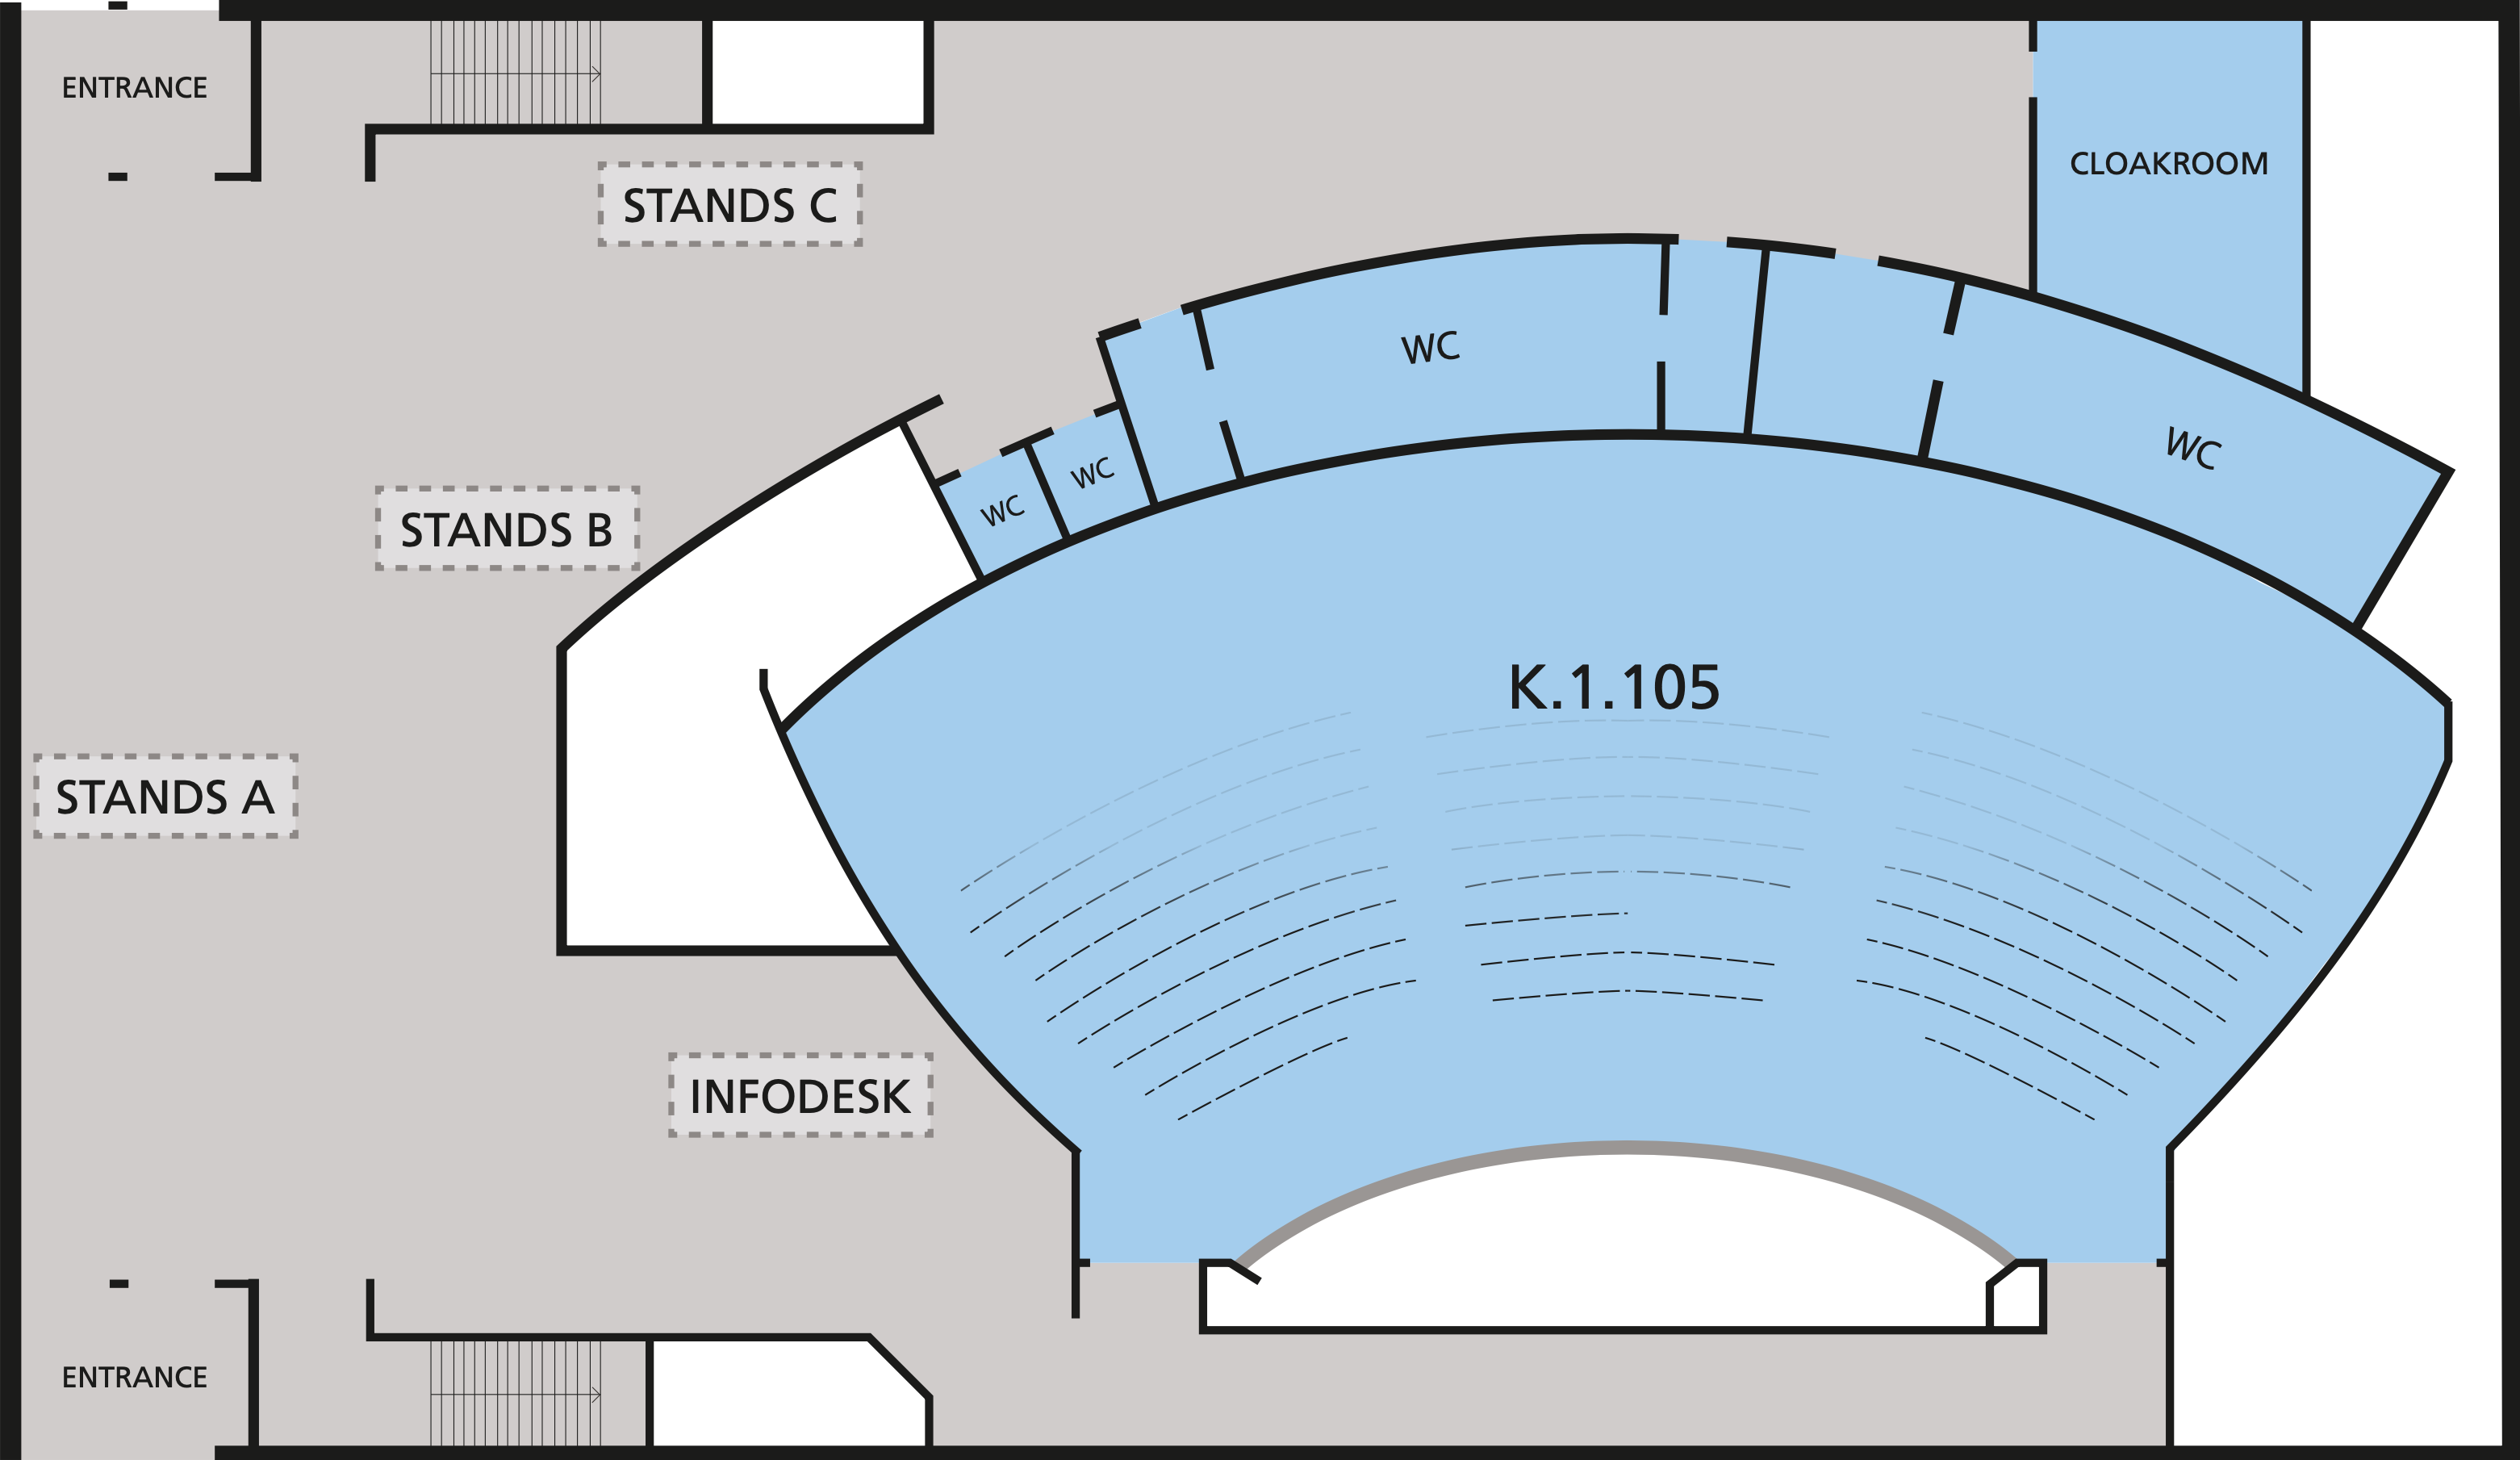 ENTRANCE
CLOAKROOM
STANDS C
WC
WC
WC
WC
STANDS B
K.1.105
STANDS A
INFODESK
ENTRANCE